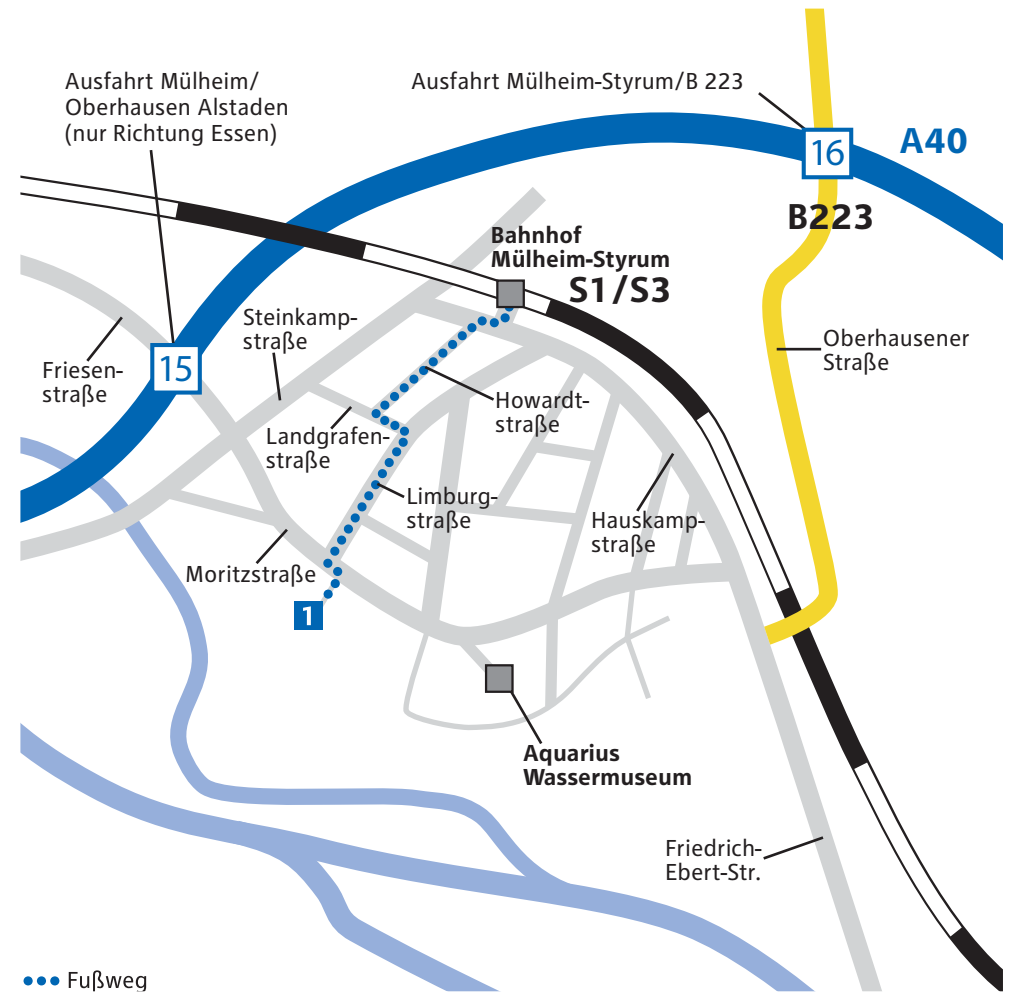 Ausfahrt Mülheim/
Oberhausen Alstaden
(nur Richtung Essen)
Ausfahrt Mülheim-Styrum/B 223
16
A40
B223
Bahnhof
Mülheim-Styrum
S1/S3
Steinkamp-
straße
Oberhausener
Straße
15
Friesen-
straße
Howardt-
straße
Landgrafen-
straße
Limburg-
straße
Hauskamp-
straße
Moritzstraße
1
Aquarius
Wassermuseum
Friedrich-
Ebert-Str.
Fußweg